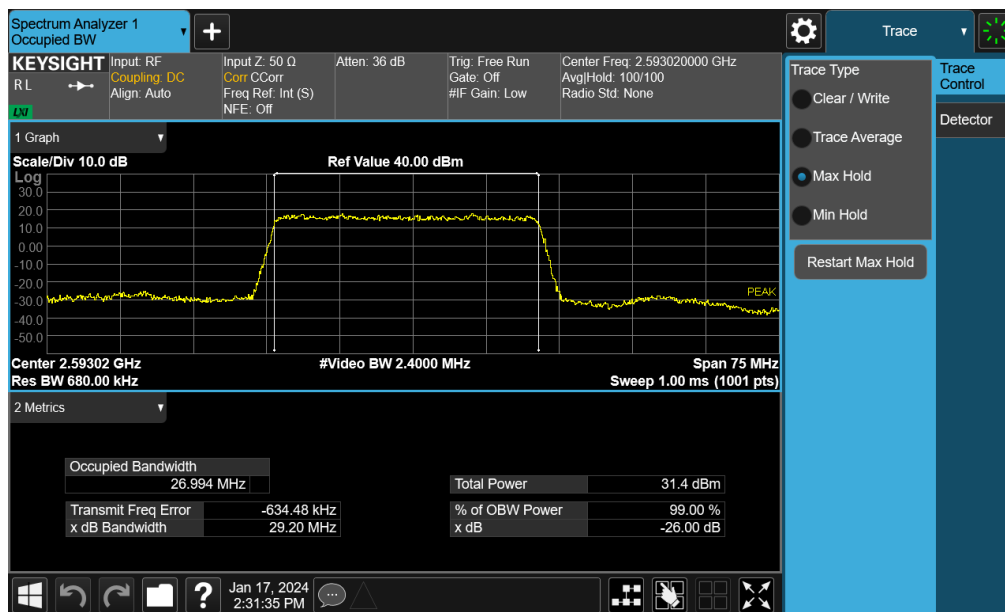 Spectrum Analyzer 1
Occupied BW
Trace
KEYSIGHT
R L
LXI
Input: RF
Coupling: DC
Align: Auto
Input Z: 50 Ω
Corr CCorr
Freq Ref: Int (S)
NFE: Off
Atten: 36 dB
Trig: Free Run
Gate: Off
#IF Gain: Low
Center Freq: 2.593020000 GHz
Avg|Hold: 100/100
Radio Std: None
Trace Type
Clear / Write
Trace Average
Max Hold
Min Hold
Restart Max Hold
Trace
Control
Detector
1 Graph
Scale/Div 10.0 dB
Ref Value 40.00 dBm
Log
30.0
20.0
10.0
0.00
-10.0
-20.0
-30.0
-40.0
-50.0
PEAK
Center 2.59302 GHz
#Video BW 2.4000 MHz
Span 75 MHz
Res BW 680.00 kHz
Sweep 1.00 ms (1001 pts)
2 Metrics
Occupied Bandwidth
26.994 MHz
Total Power 31.4 dBm
Transmit Freq Error -634.48 kHz
% of OBW Power 99.00 %
x dB Bandwidth 29.20 MHz
x dB -26.00 dB
?
Jan 17, 2024
2:31:35 PM